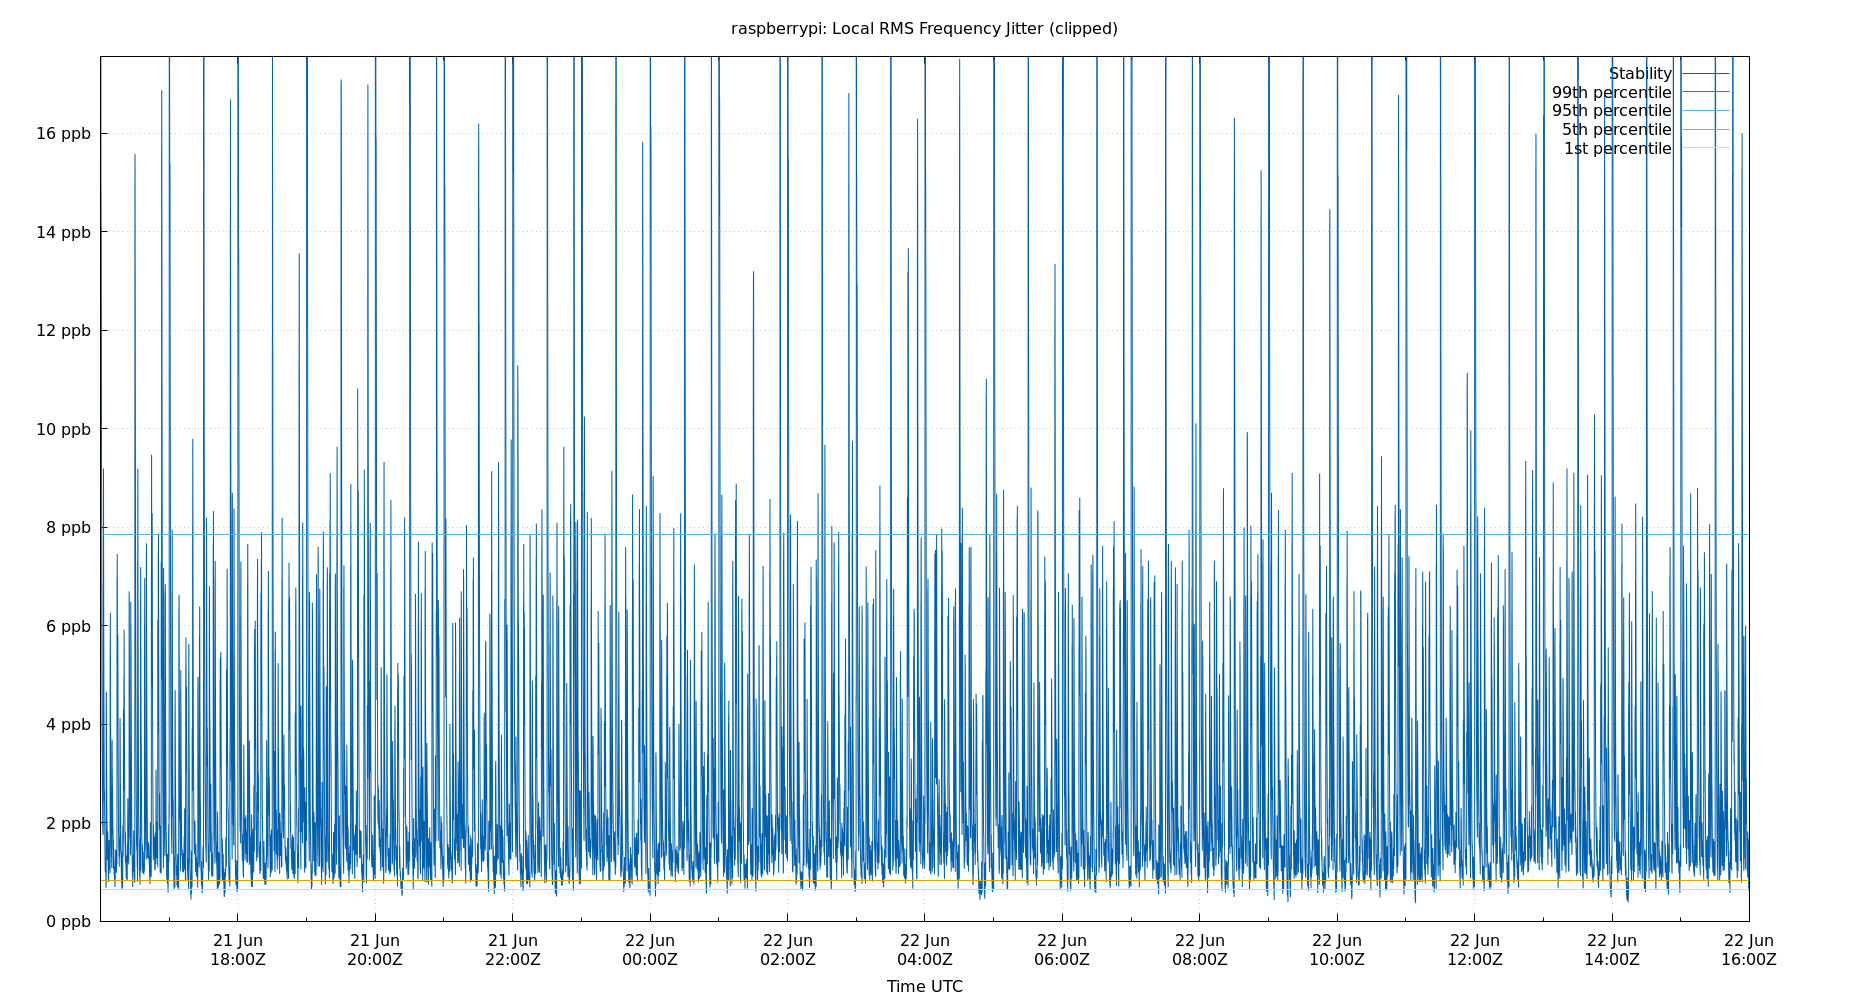 raspberrypi: Local RMS Frequency Jitter (clipped)
Stability
99th percentile
95th percentile
5th percentile
1st percentile
16 ppb
14 ppb
12 ppb
10 ppb
8 ppb
6 ppb
4 ppb
2 ppb
0 ppb
21 Jun 21 Jun 21 Jun 22 Jun 22 Jun 22 Jun 22 Jun 22 Jun 22 Jun 22 Jun 22 Jun 22 Jun
18:00Z 20:00Z 22:00Z 00:00Z 02:00Z 04:00Z 06:00Z 08:00Z 10:00Z 12:00Z 14:00Z 16:00Z
Time UTC